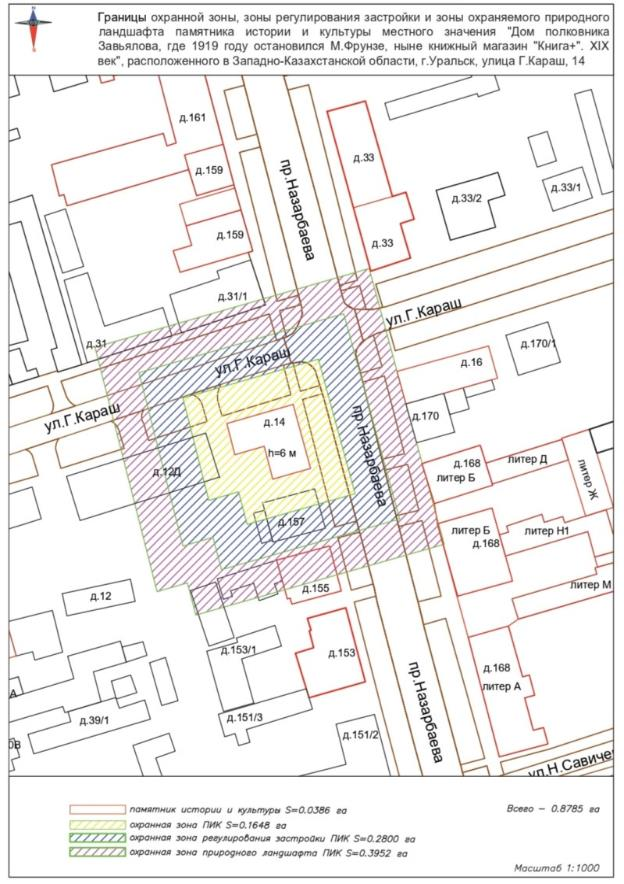 Границы охранной зоны, зоны регулирования застройки и зоны охраняемого природного
ландшафта памятника истории и культуры местного значения "Дом полковника
Завьялова, где 1919 году остановился М.Фрунзе, ныне книжный магазин "Книга+". XIX
век", расположенного в Западно-Казахстанской области, г.Уральск, улица Г.Караш, 14
д.161
д.159
д.159
пр.Назарбаева
д.33
д.33
д.33/2
д.33/1
д.31/1
д.31
ул.Г.Караш
ул.Г.Караш
ул.Г.Караш
д.170/1
д.16
д.170
д.14
h=6 м
пр.Назарбаева
д.12Д
д.157
д.168
литер Б
литер Д
литер Ж
литер Б
д.168
литер Н1
литер М
д.155
д.12
д.153/1
д.153
д.168
литер А
А
д.39/1
0В
д.151/3
д.151/2
пр.Назарбаева
ул.Н.Савиче
памятник истории и культуры S=0.0386 га
охранная зона ПИК S=0.1648 га
охранная зона регулирования застройки ПИК S=0.2800 га
охранная зона природного ландшафта ПИК S=0.3952 га
Всего – 0.8785 га
Масштаб 1:1000